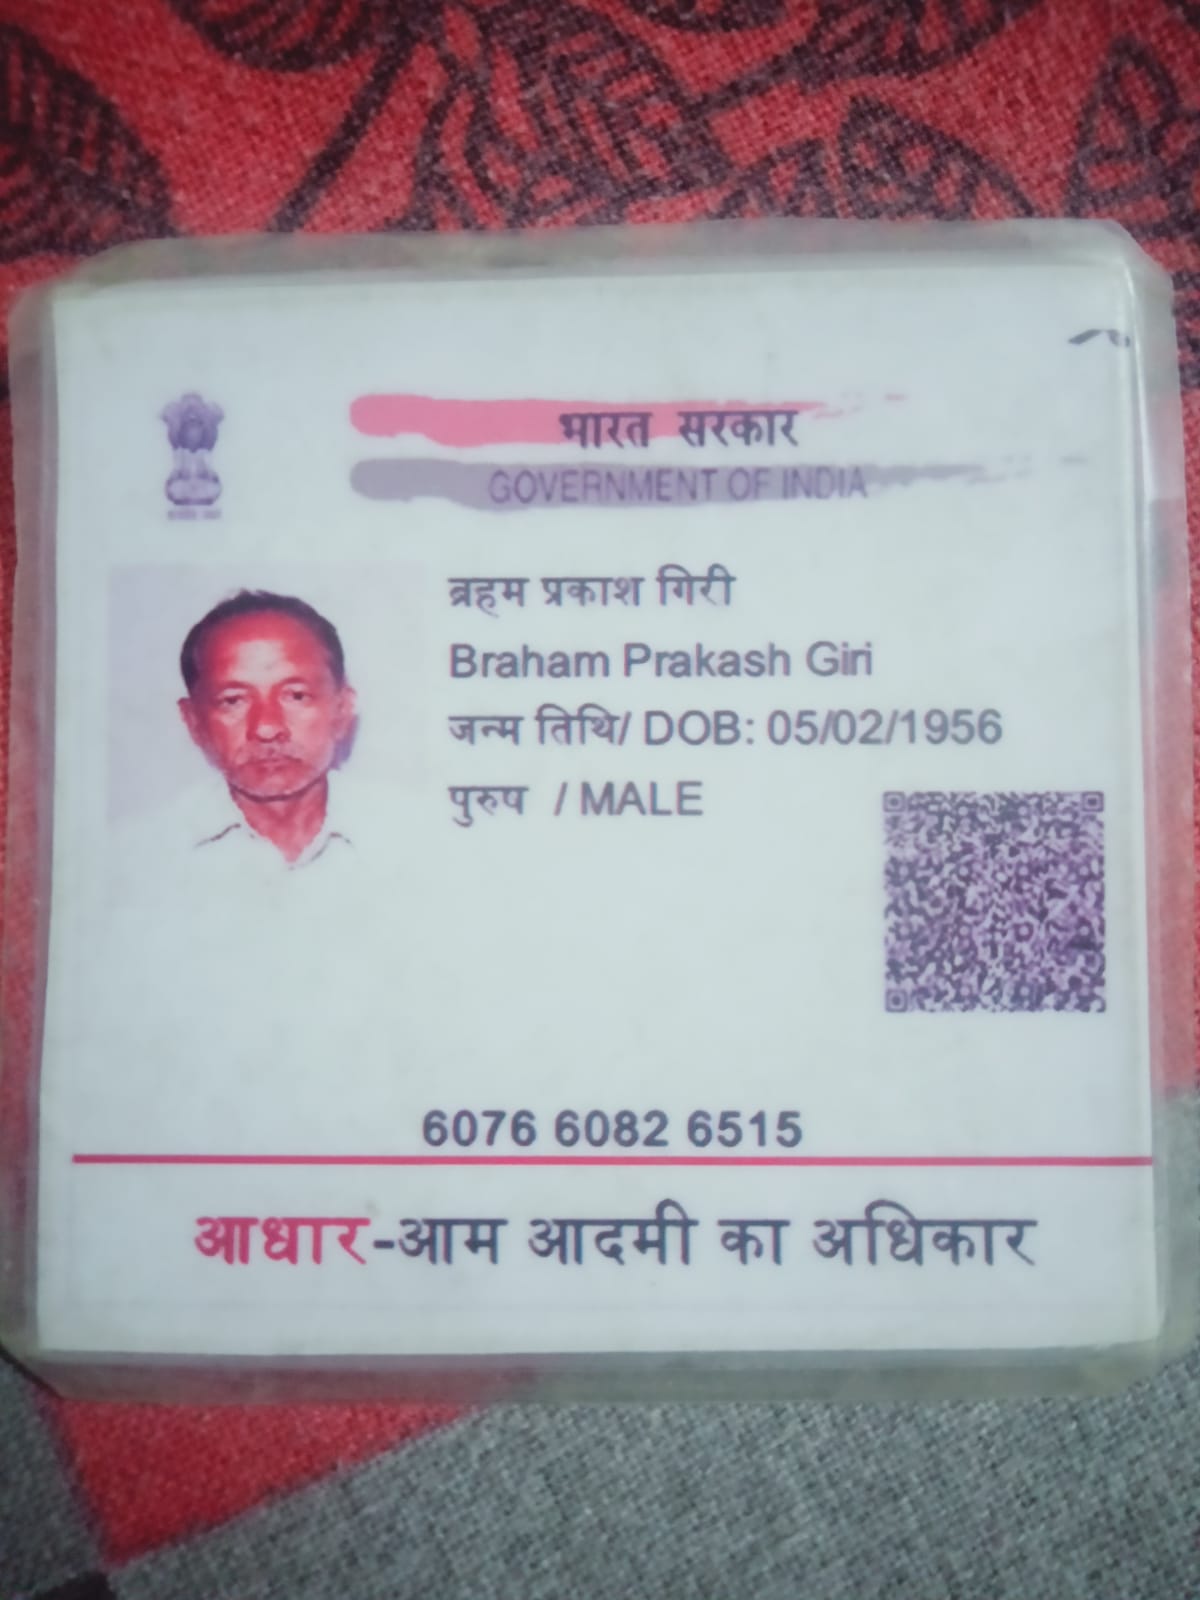 भारत सरकार
GOVERNMENT OF INDIA
ब्रहम प्रकाश गिरी
Braham Prakash Giri
जन्म तिथि/ DOB: 05/02/1956
पुरुष / MALE
6076 6082 6515
आधार-आम आदमी का अधिकार